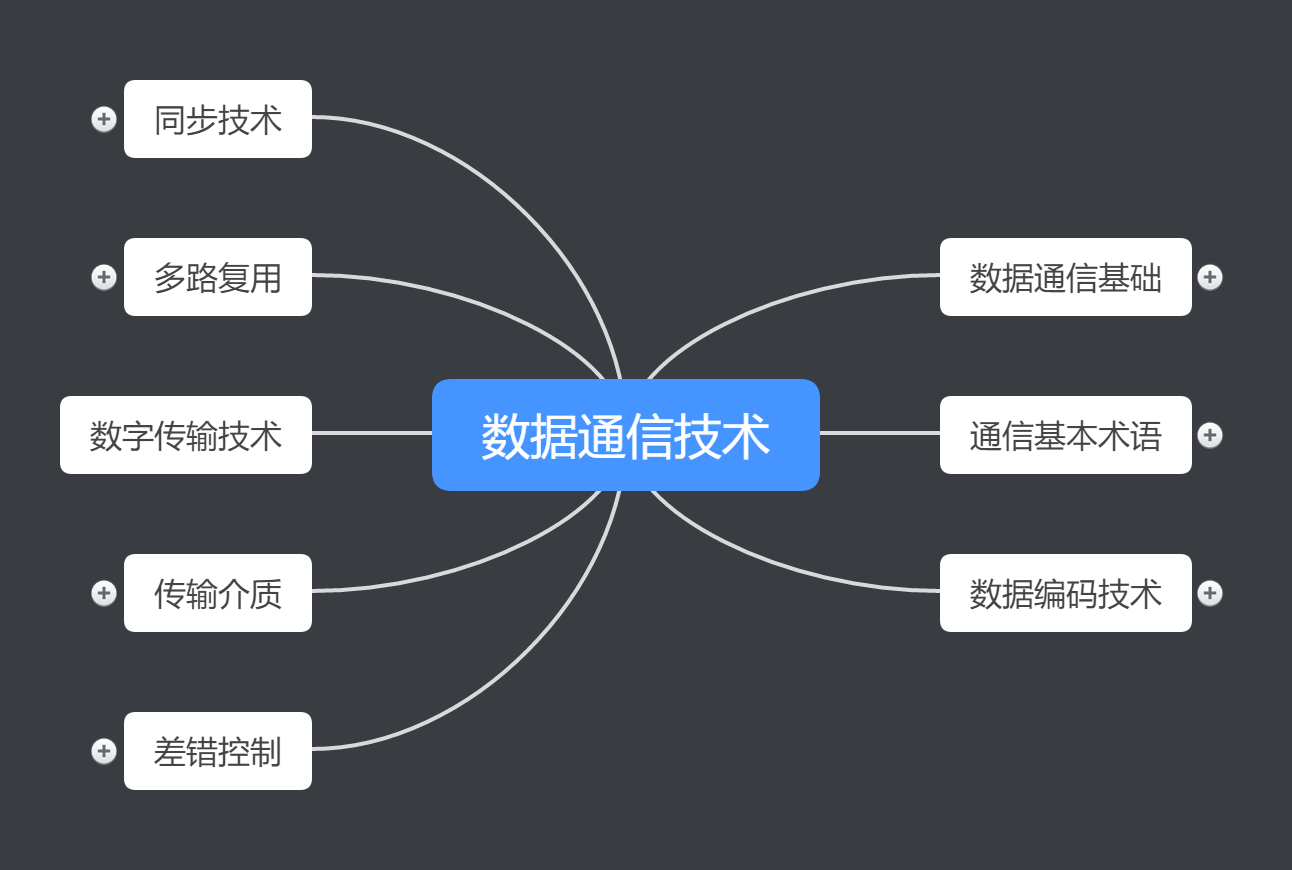 同步技术
多路复用
数据通信基础
数字传输技术
数据通信技术
通信基本术语
传输介质
数据编码技术
差错控制